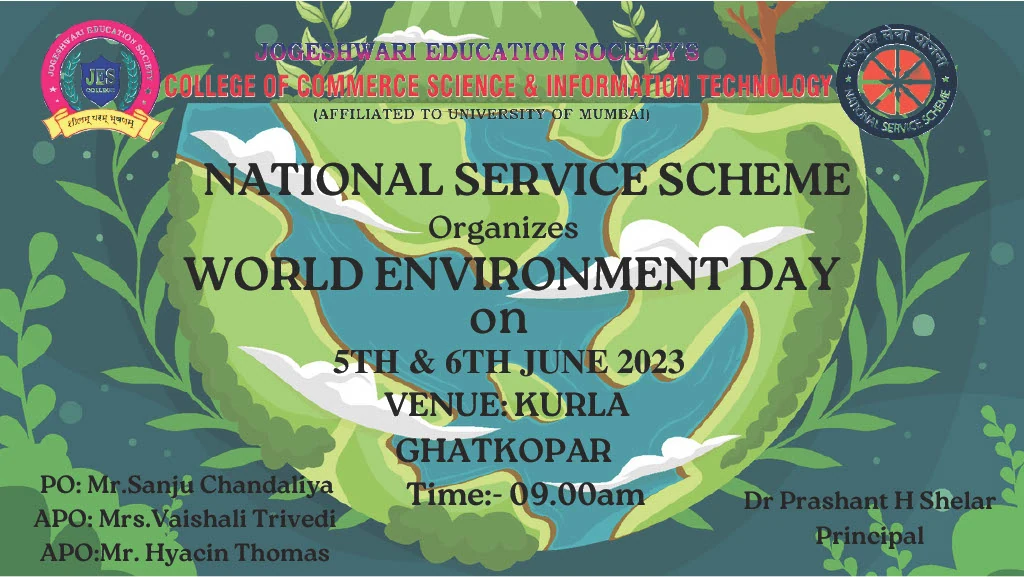 JOGESHWARI EDUCATION SOCIETY'S
COLLEGE OF COMMERCE SCIENCE & INFORMATION TECHNOLOGY
(AFFILIATED TO UNIVERSITY OF MUMBAI)
JOGESHWARI EDUCATION SOCIETY
JES
COLLEGE
राष्ट्रीय सेवा योजना
NATIONAL SERVICE SCHEME
NATIONAL SERVICE SCHEME
Organizes
WORLD ENVIRONMENT DAY
on
5TH & 6TH JUNE 2023
VENUE: KURLA
GHATKOPAR
Time:- 09.00am
PO: Mr.Sanju Chandaliya
APO: Mrs.Vaishali Trivedi
APO:Mr. Hyacin Thomas
Dr Prashant H Shelar
Principal